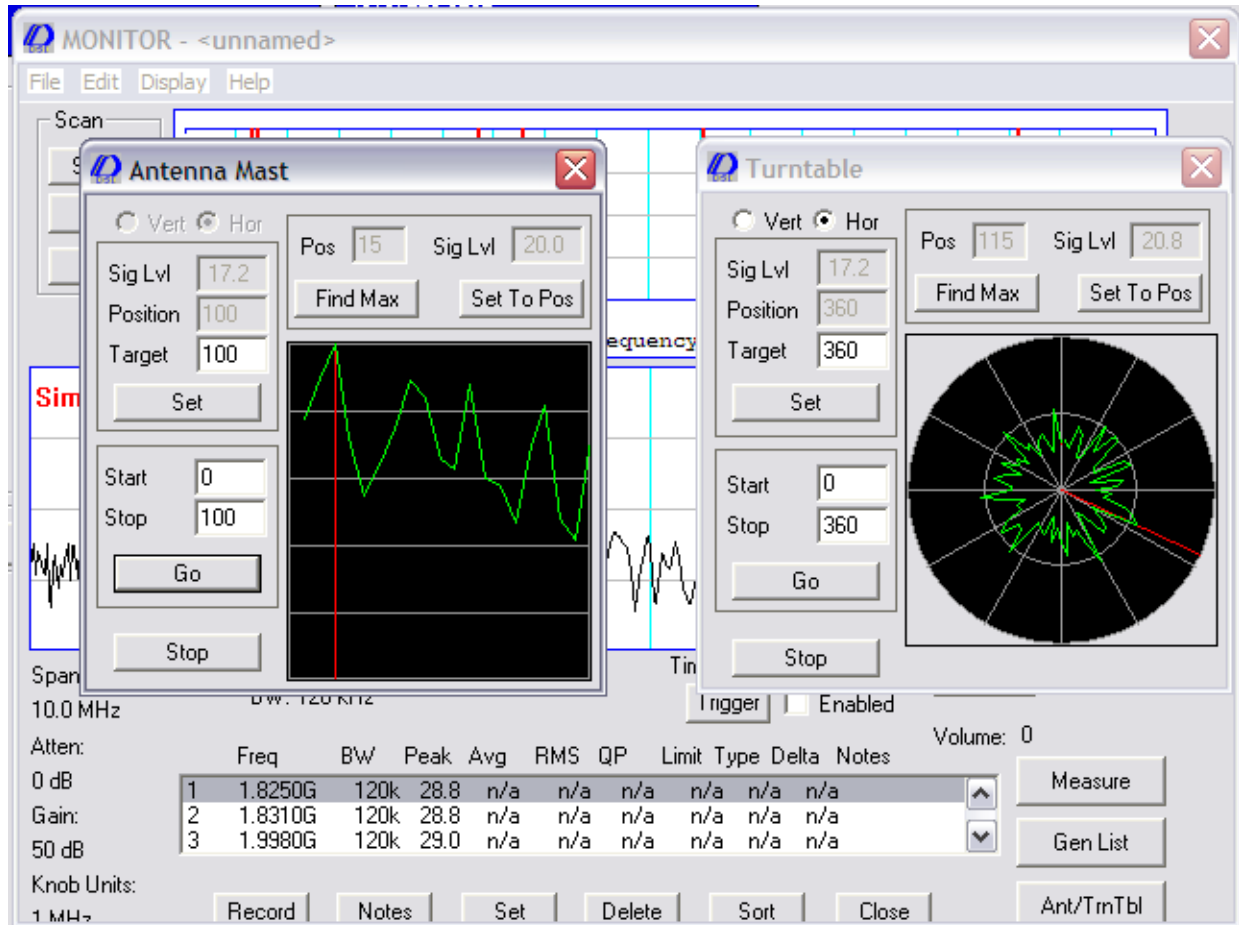 MONITOR - <unnamed>
File Edit Display Help
Scan
Antenna Mast
Vert Hor
Sig Lvl 17.2
Position 100
Target 100
Set
Start 0
Stop 100
Go
Stop
Pos 15 Sig Lvl 20.0
Find Max Set To Pos
Turntable
Vert Hor
Sig Lvl 17.2
Position 360
Target 360
Set
Start 0
Stop 360
Go
Stop
Pos 115 Sig Lvl 20.8
Find Max Set To Pos
equency
Sim
Span
10.0 MHz
BW: 120 KHz
Tim
Trigger Enabled
Volume: 0
Atten:
0 dB
Gain:
50 dB
Knob Units:
1 MHz
Freq BW Peak Avg RMS QP Limit Type Delta Notes
1 1.8250G 120k 28.8 n/a n/a n/a n/a n/a n/a
2 1.8310G 120k 28.8 n/a n/a n/a n/a n/a n/a
3 1.9980G 120k 29.0 n/a n/a n/a n/a n/a n/a
Measure
Gen List
Ant/TrnTbl
Record Notes Set Delete Sort Close